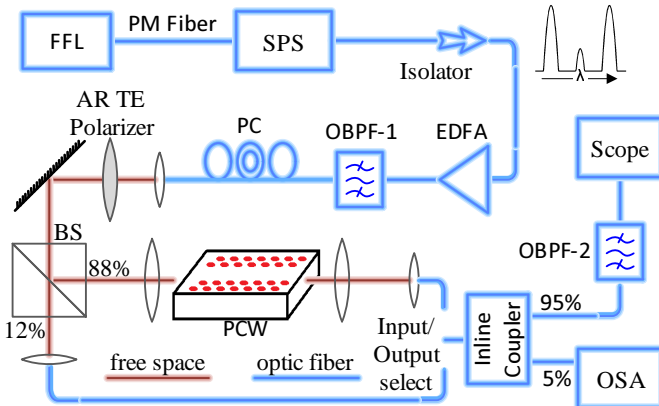 FFL
PM Fiber
SPS
Isolator
λ
AR TE
Polarizer
PC
OBPF-1
EDFA
Scope
BS
88%
OBPF-2
12%
PCW
Input/
Output
select
Inline
Coupler
95%
5%
OSA
free space
optic fiber